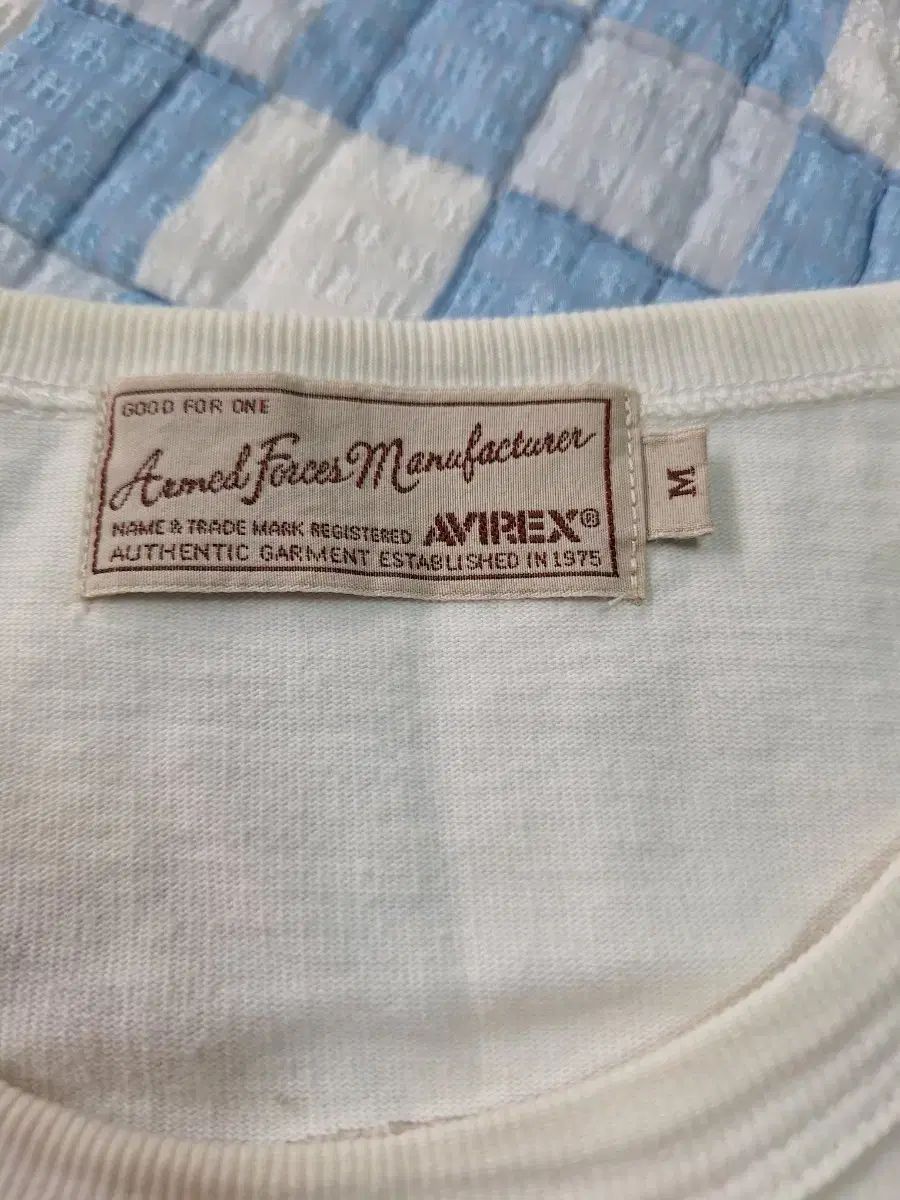 GOOD FOR ONE
Armed Forces Manufacturer
NAME & TRADE MARK REGISTERED AVIREX®
AUTHENTIC GARMENT ESTABLISHED IN 1975
M